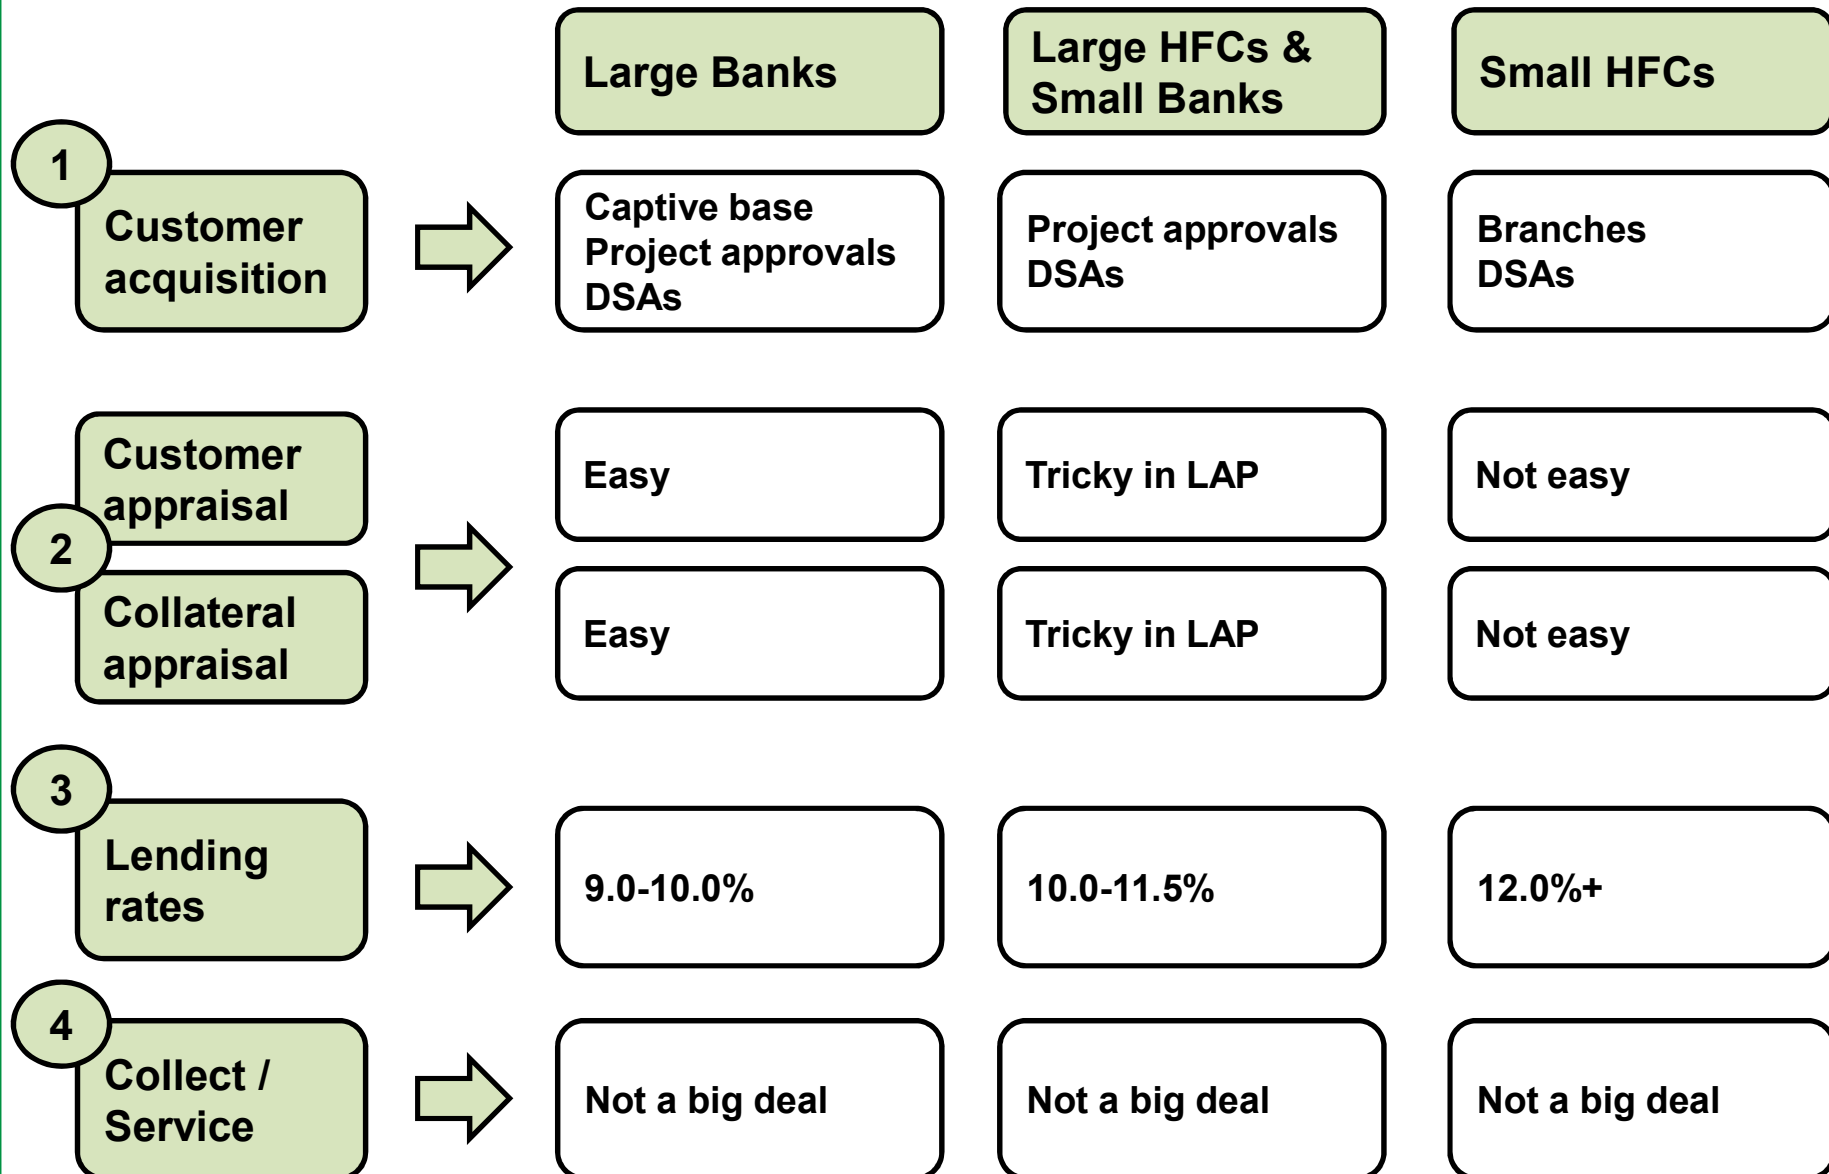 Large Banks
Large HFCs &
Small Banks
Small HFCs
1
Customer
acquisition
Captive base
Project approvals
DSAs
Project approvals
DSAs
Branches
DSAs
2
Customer
appraisal
Easy
Tricky in LAP
Not easy
Collateral
appraisal
Easy
Tricky in LAP
Not easy
3
Lending
rates
9.0-10.0%
10.0-11.5%
12.0%+
4
Collect /
Service
Not a big deal
Not a big deal
Not a big deal